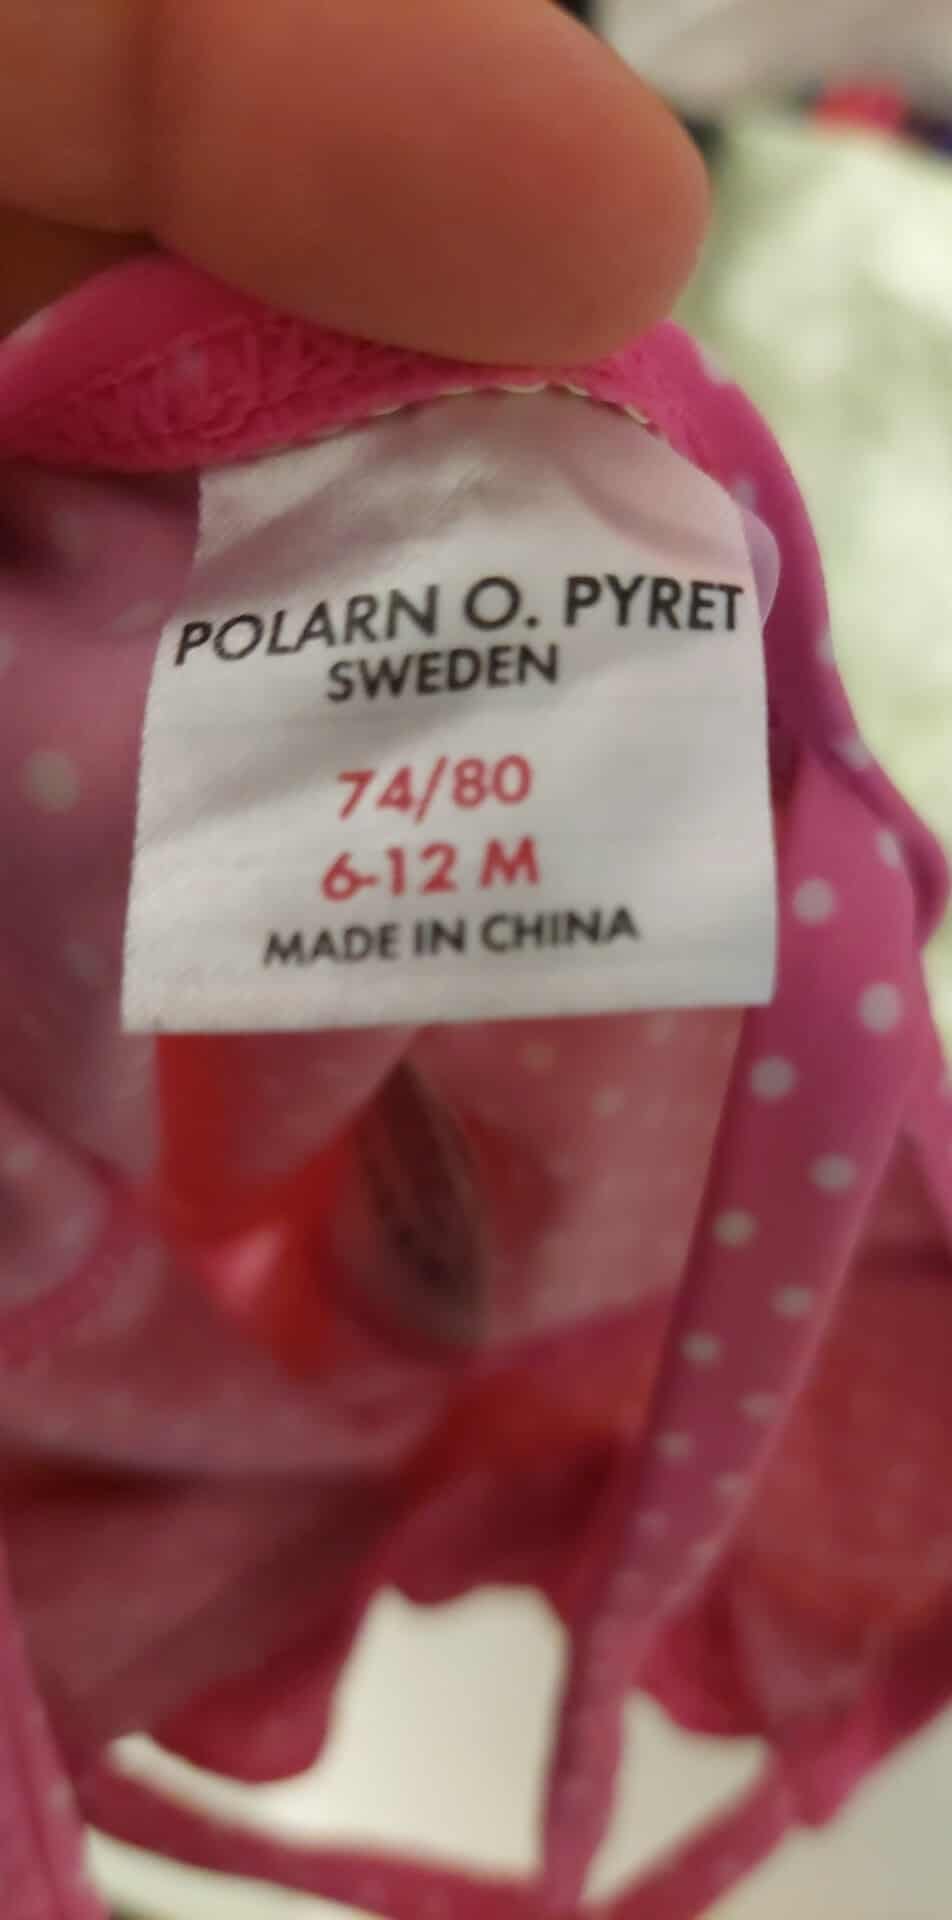 POLARN O. PYRET
SWEDEN
74/80
6-12 M
MADE IN CHINA